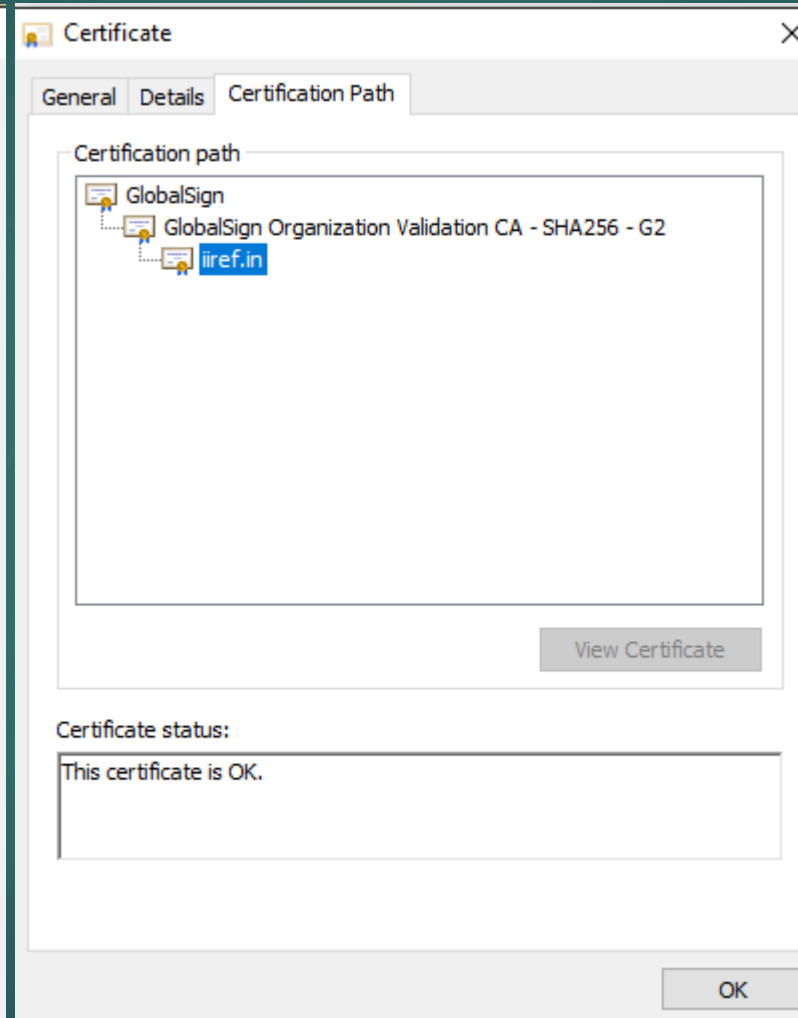 Certificate
General Details Certification Path
Certification path
GlobalSign
GlobalSign Organization Validation CA - SHA256 - G2
iiref.in
View Certificate
Certificate status:
This certificate is OK.
OK